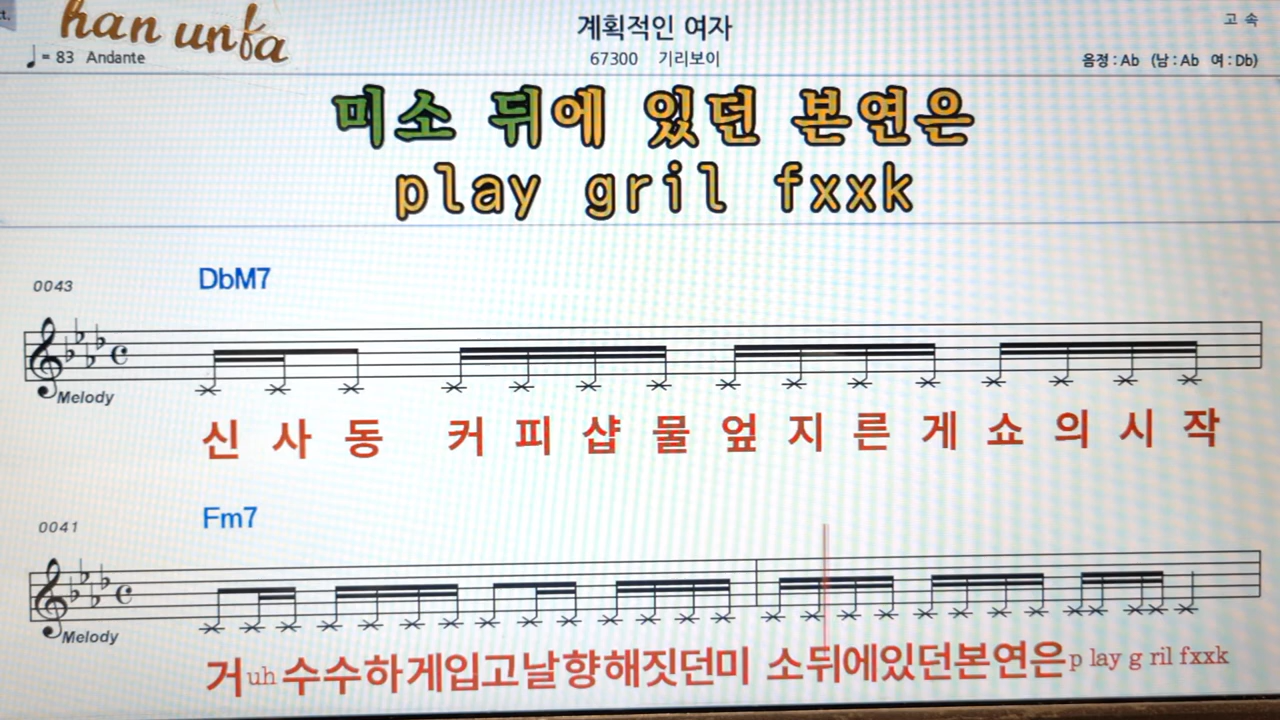 han unfa
계획적인 여자
고 속
♩= 83 Andante
67300 기리보이
음정 : Ab (남 : Ab 여 : Db)
미소 뒤에 있던 본연은
play gril fxxk
DbM7
0043
Melody
신 사 동 커 피 샵 물 엎 지 른 게 쇼 의 시 작
Fm7
0041
Melody
거 uh 수수하게입고날향해짓던미 소뒤에있던본연은 p lay g ril fxxk